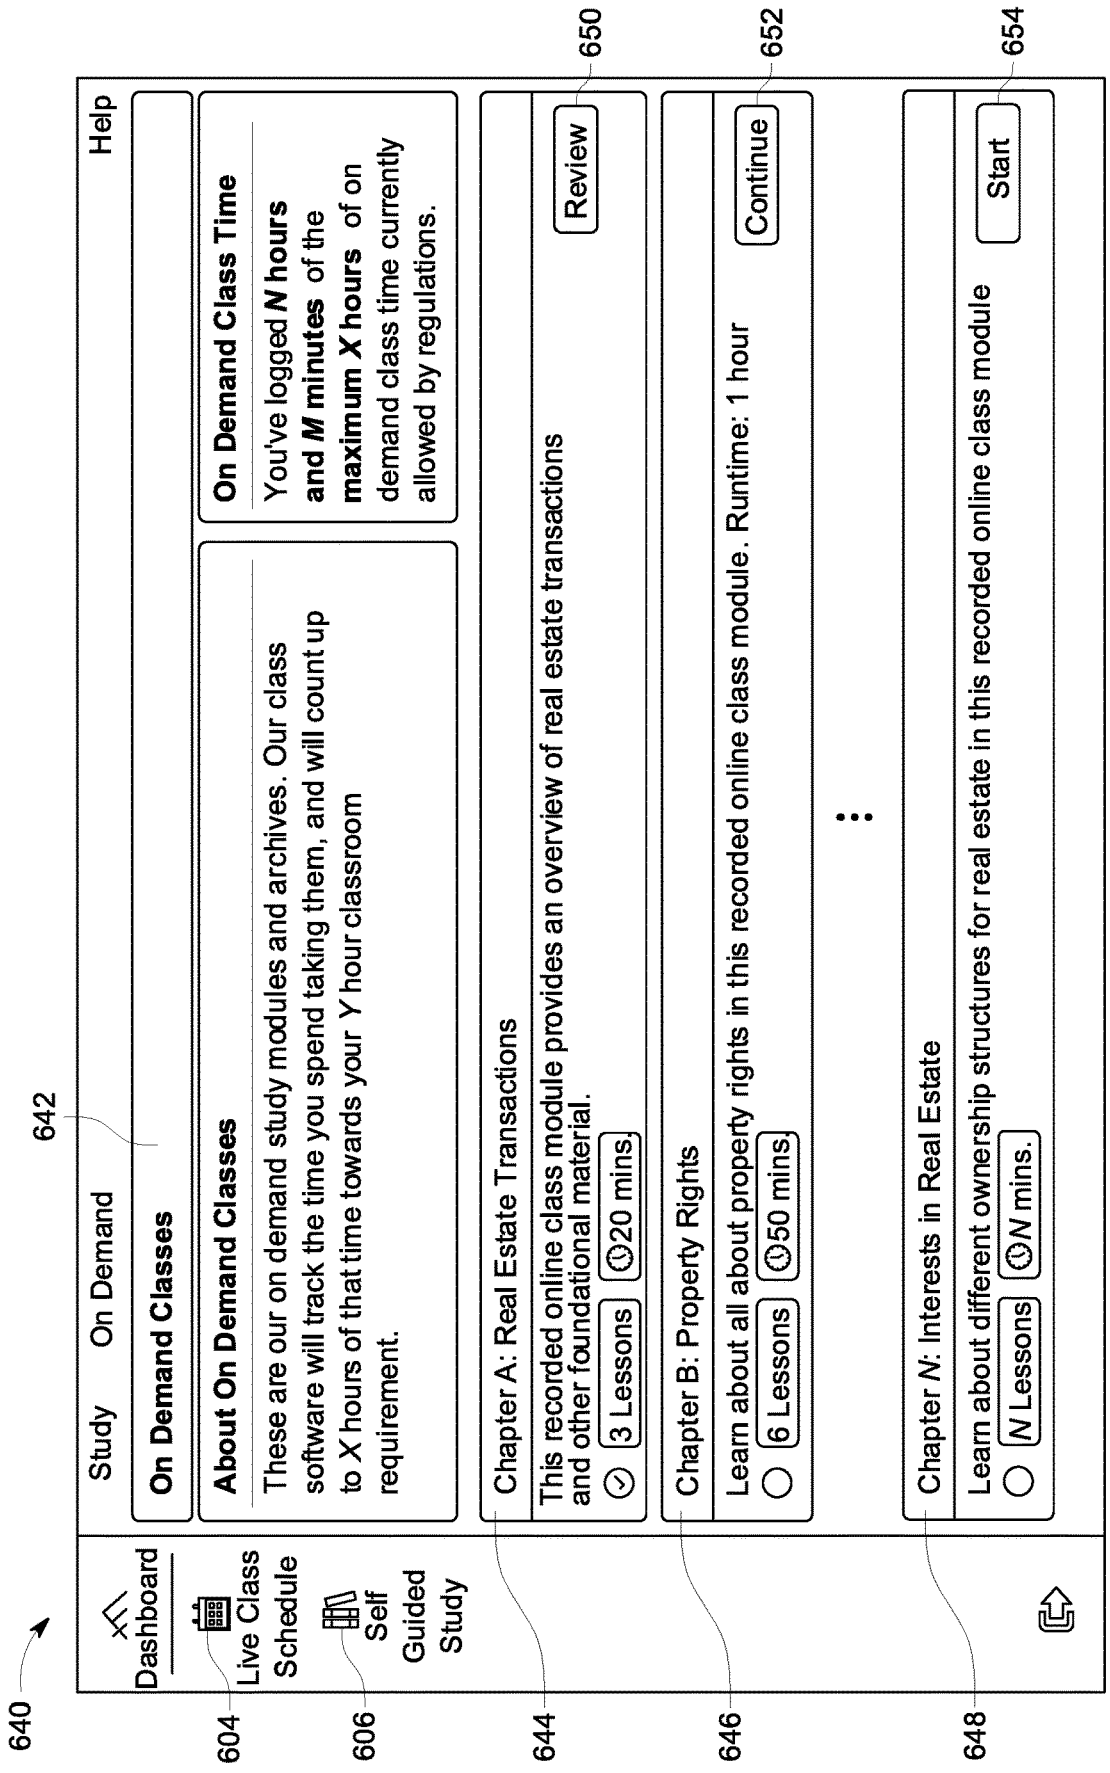 640
642
Dashboard
Study
On Demand
Help
604
Live Class
Schedule
606
Self
Guided
Study
On Demand Classes
About On Demand Classes
These are our on demand study modules and archives. Our class
software will track the time you spend taking them, and will count up
to X hours of that time towards your Y hour classroom
requirement.
On Demand Class Time
You've logged N hours
and M minutes of the
maximum X hours of on
demand class time currently
allowed by regulations.
644
Chapter A: Real Estate Transactions
This recorded online class module provides an overview of real estate transactions
and other foundational material.
3 Lessons
20 mins.
Review
650
646
Chapter B: Property Rights
Learn about all about property rights in this recorded online class module. Runtime: 1 hour
6 Lessons
50 mins.
Continue
652
648
Chapter N: Interests in Real Estate
Learn about different ownership structures for real estate in this recorded online class module
N Lessons
N mins.
Start
654